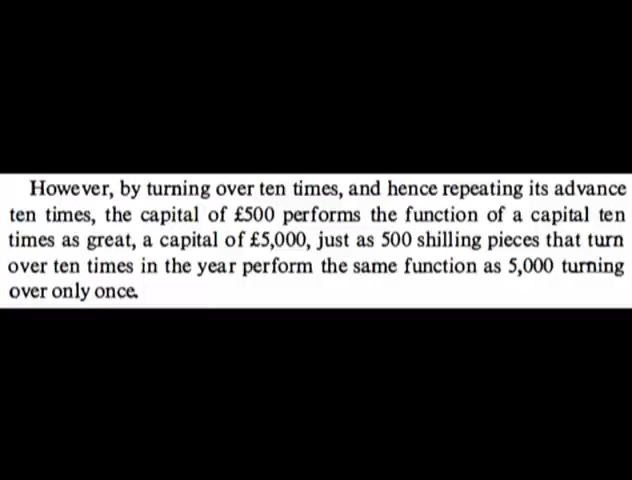 However, by turning over ten times, and hence repeating its advance
ten times, the capital of £500 performs the function of a capital ten
times as great, a capital of £5,000, just as 500 shilling pieces that turn
over ten times in the year perform the same function as 5,000 turning
over only once.